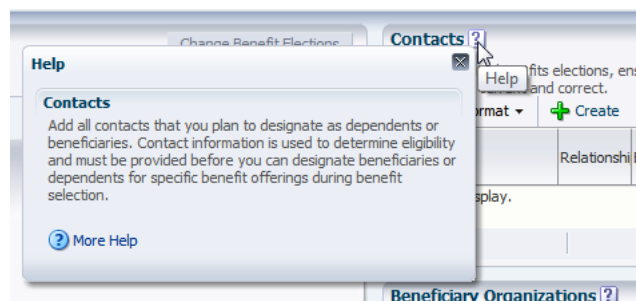 Change Benefit Elections
Contacts ?
Help
Help
fits elections, ens
and correct.
Contacts
Add all contacts that you plan to designate as dependents or
beneficiaries. Contact information is used to determine eligibility
and must be provided before you can designate beneficiaries or
dependents for specific benefit offerings during benefit
selection.
? More Help
rmat
Create
Relationshi
splay.
Beneficiary Organizations ?